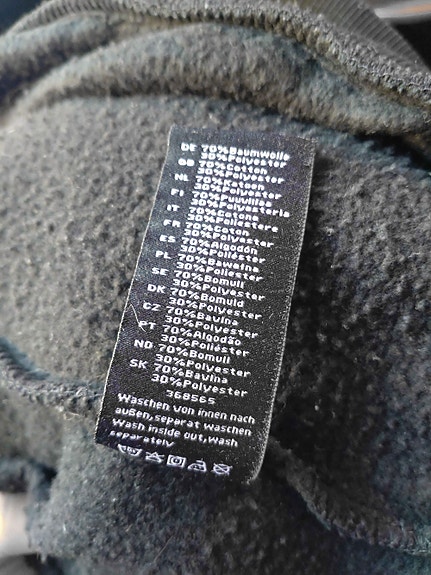 DE 70%Baumwolle
30%Polyester
GB 70%Cotton
30%Polyester
NL 70%Katoen
30%Polyester
FI 70%Puuvillaa
30%Polyesteria
IT 70%Cotone
30%Poliestere
FR 70%Coton
30%Polyester
ES 70%Algodón
30%Poliéster
PL 70%Bawełna
30%Poliester
SE 70%Bomull
30%Polyester
DK 70%Bomuld
30%Polyester
CZ 70%Bavlna
30%Polyester
PT 70%Algodão
30%Poliéster
NO 70%Bomull
30%Polyester
SK 70%Bavlna
30%Polyester
368565
Waschen von innen nach
außen,separat waschen
Wash inside out,wash
separately